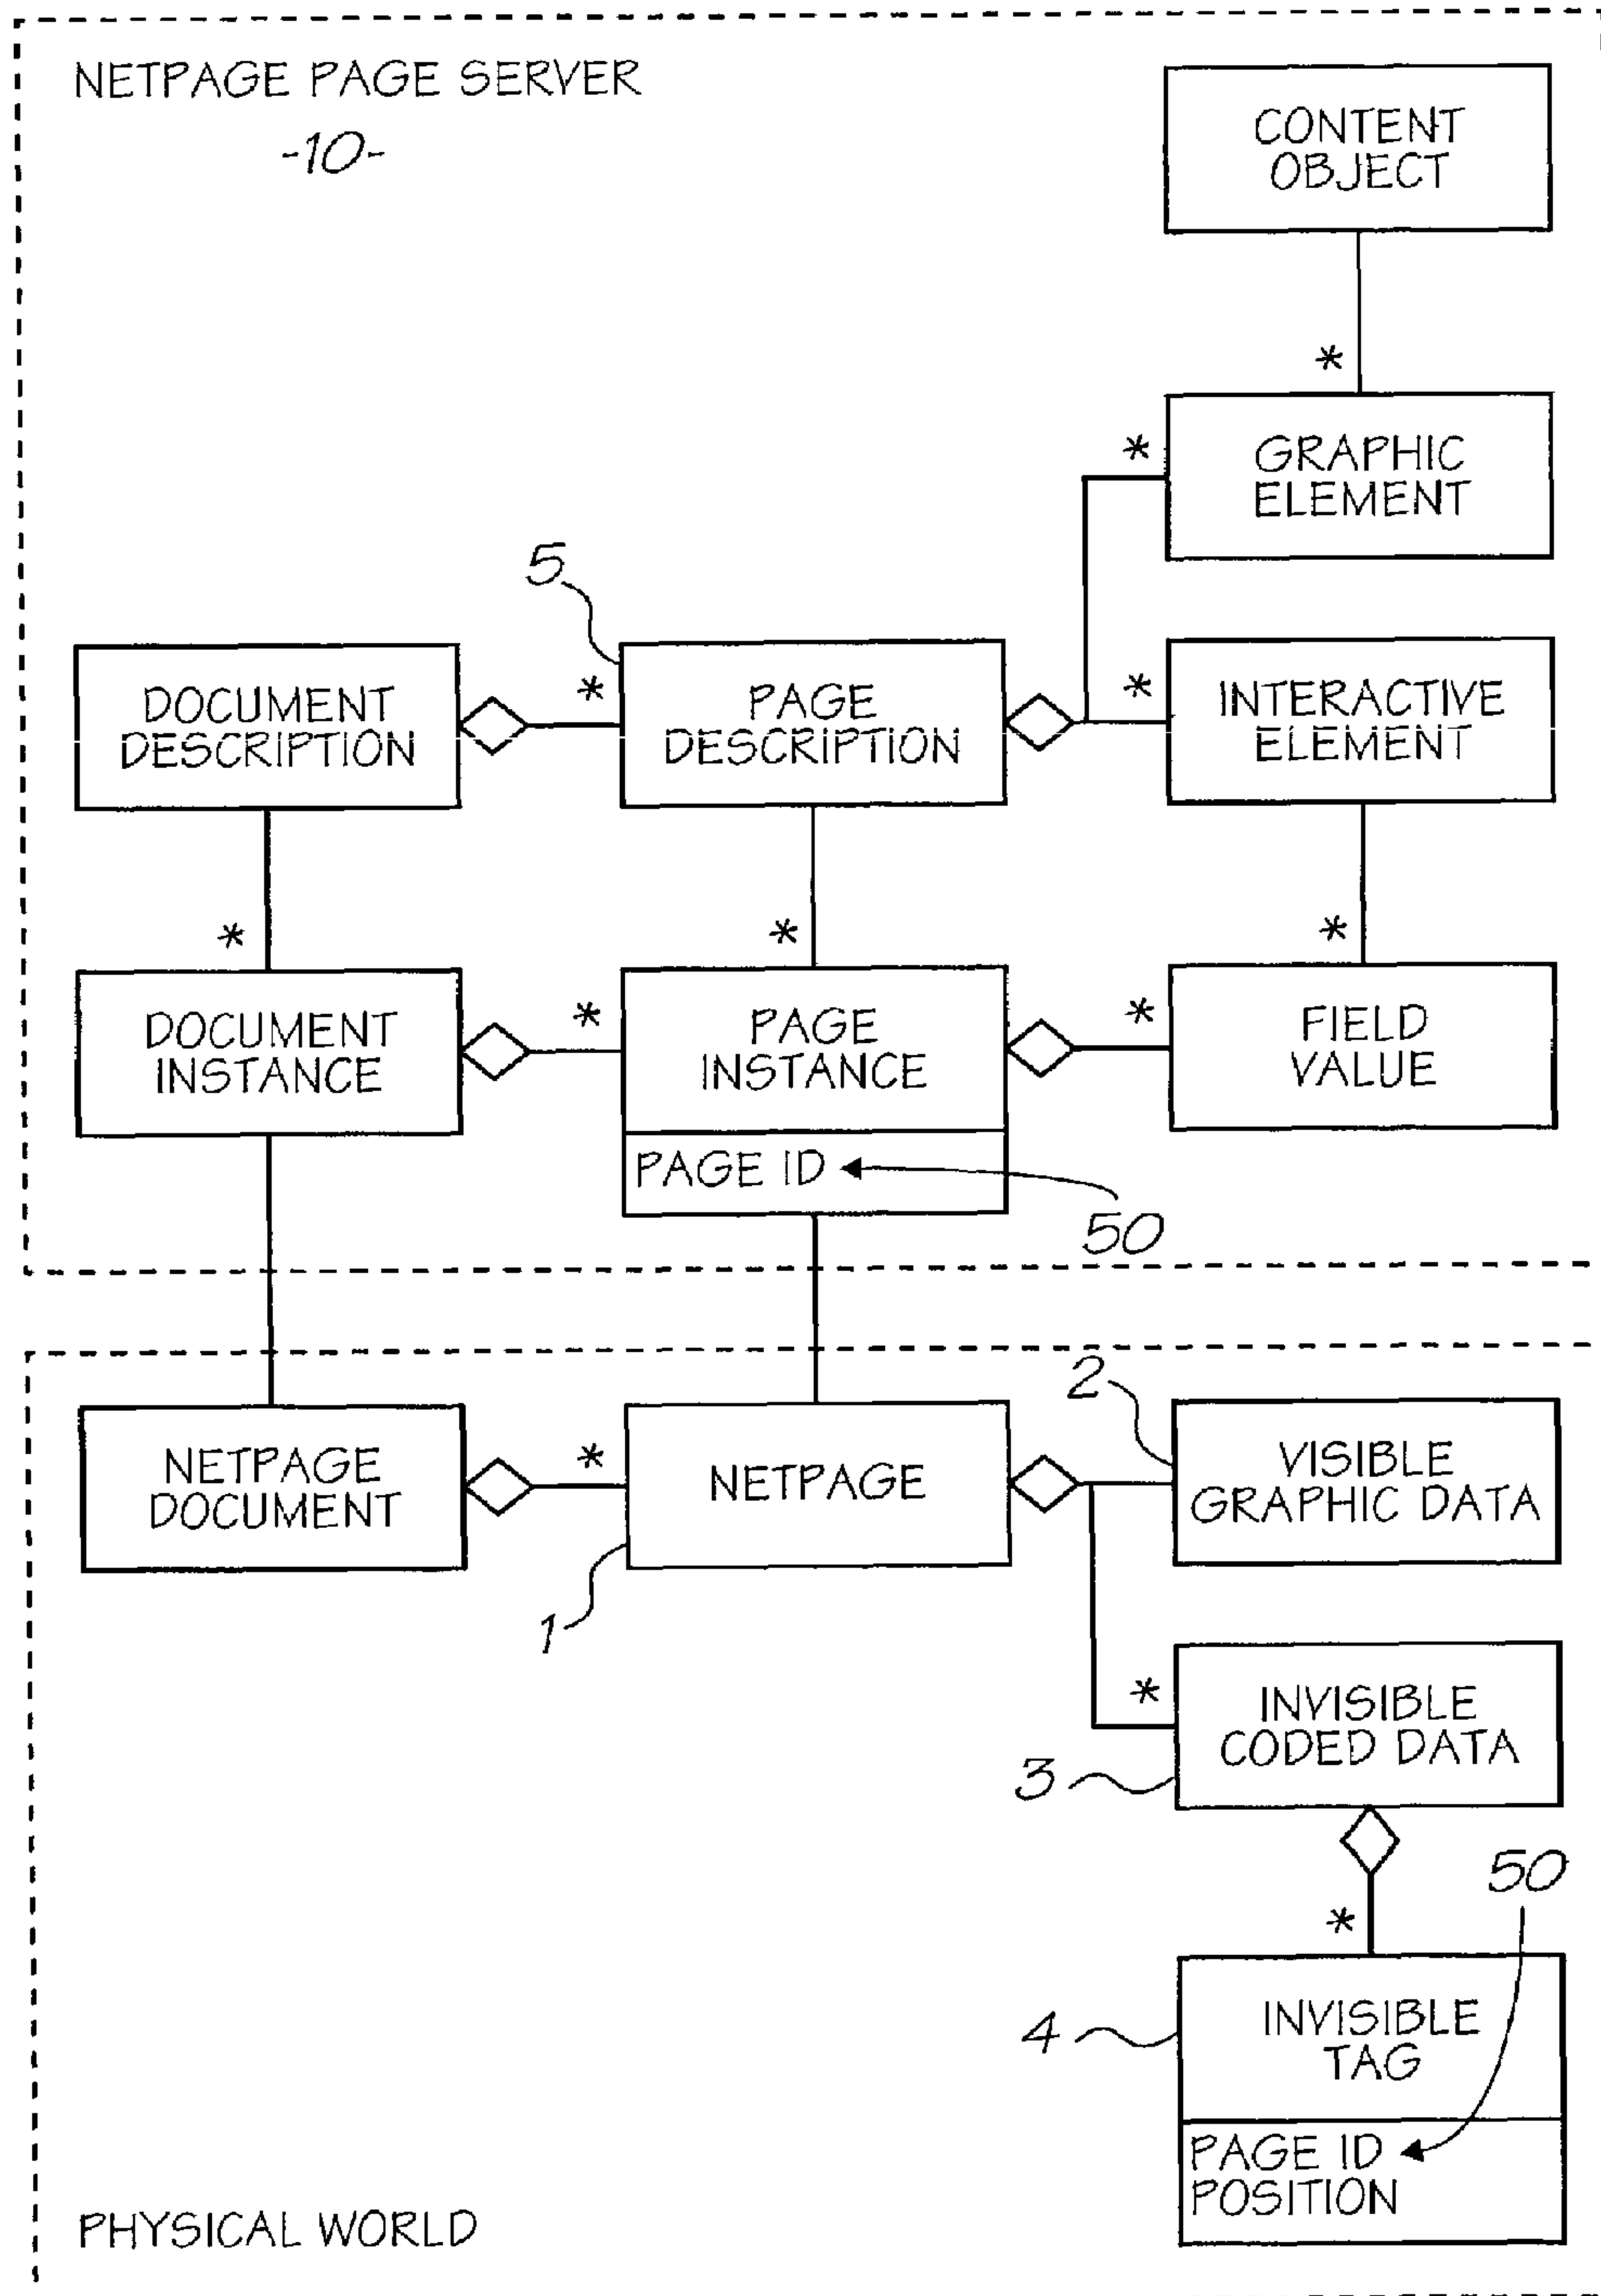 NETPAGE PAGE SERVER
-10-
CONTENT
OBJECT
*
*
GRAPHIC
ELEMENT
5
DOCUMENT
DESCRIPTION
*
PAGE
DESCRIPTION
*
INTERACTIVE
ELEMENT
*
*
*
DOCUMENT
INSTANCE
*
PAGE
INSTANCE
*
FIELD
VALUE
PAGE ID
50
2
NETPAGE
DOCUMENT
*
NETPAGE
VISIBLE
GRAPHIC DATA
1
*
INVISIBLE
CODED DATA
3
50
*
4
INVISIBLE
TAG
PAGE ID
POSITION
PHYSICAL WORLD